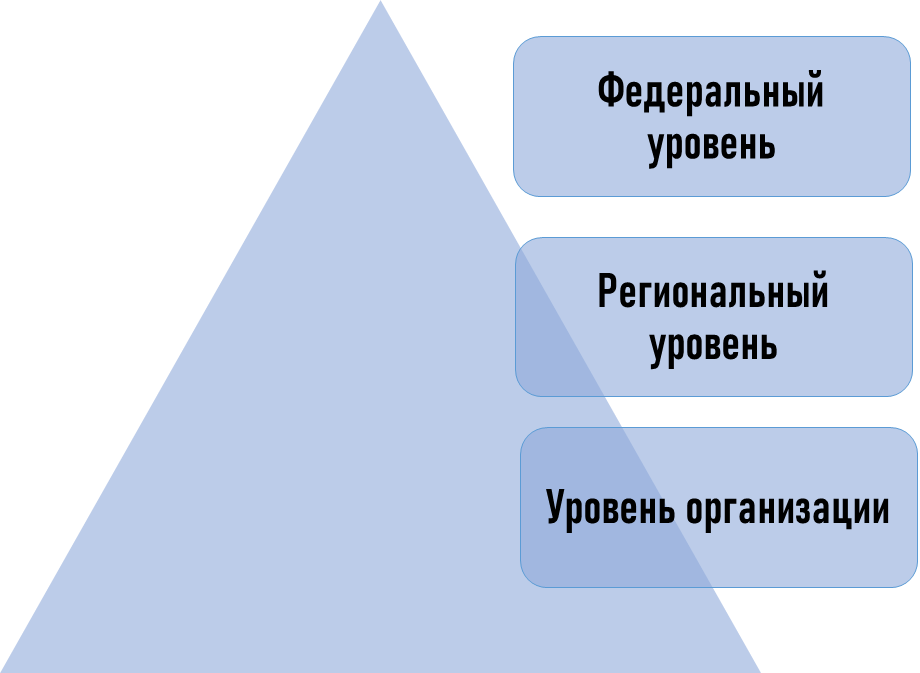 Федеральный
уровень
Региональный
уровень
Уровень организации